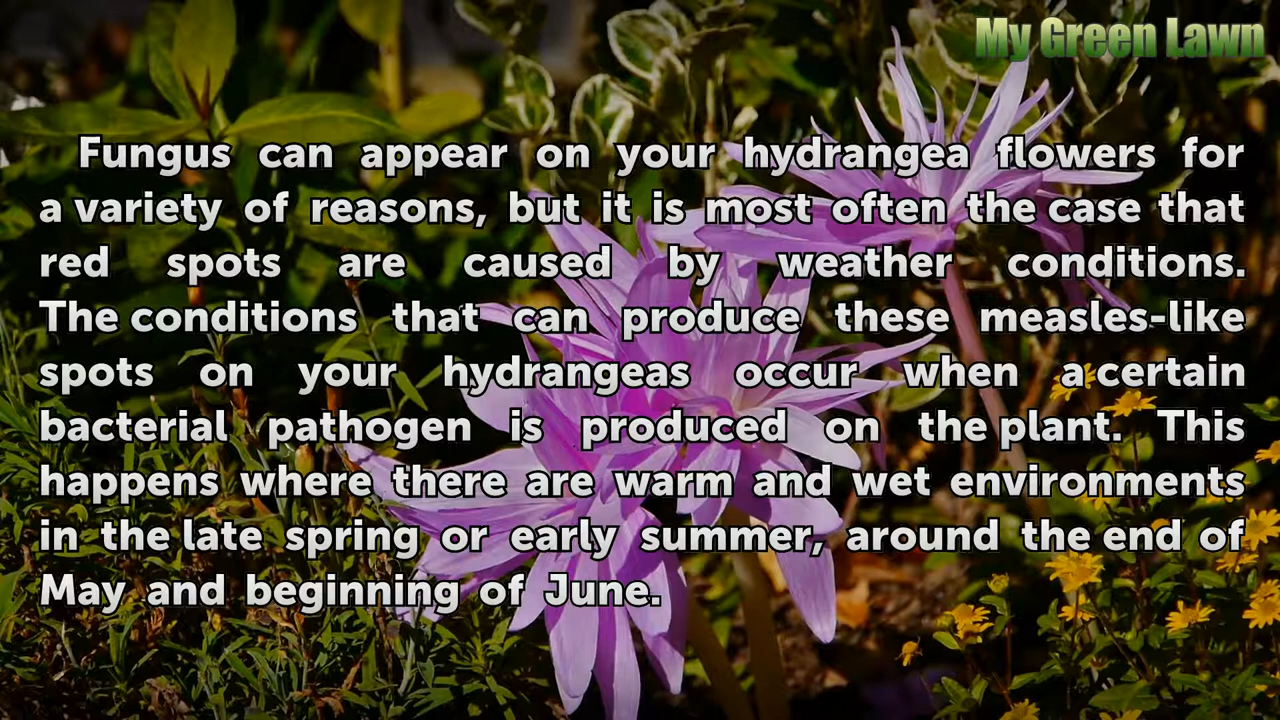 My Green Lawn
Fungus can appear on your hydrangea flowers for
a variety of reasons, but it is most often the case that
red spots are caused by weather conditions.
The conditions that can produce these measles-like
spots on your hydrangeas occur when a certain
bacterial pathogen is produced on the plant. This
happens where there are warm and wet environments
in the late spring or early summer, around the end of
May and beginning of June.